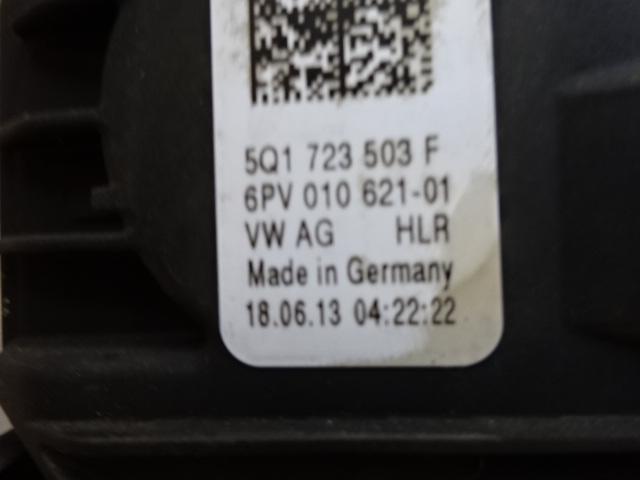 5Q1 723 503 F
6PV 010 621-01
VW AG HLR
Made in Germany
18.06.13 04:22:22